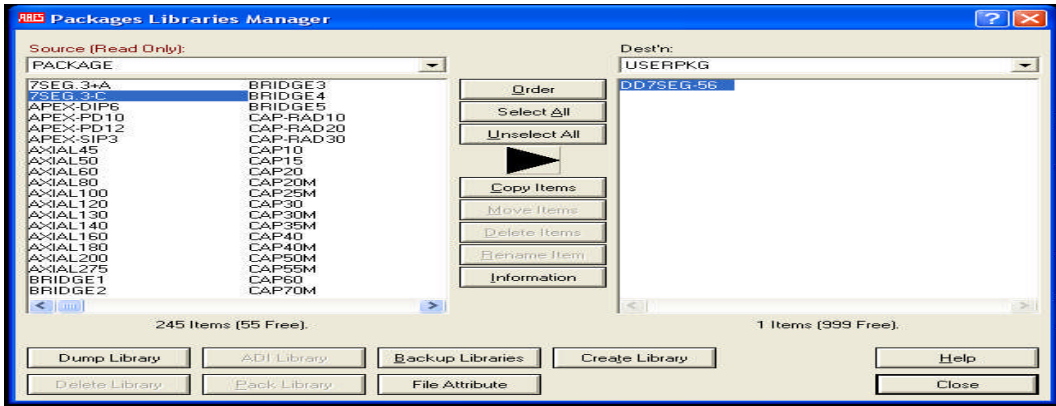 ARES Packages Libraries Manager
Source (Read Only):
PACKAGE
7SEG.3+A
7SEG.3-C
APEX-DIP6
APEX-PD10
APEX-PD12
APEX-SIP3
AXIAL45
AXIAL50
AXIAL60
AXIAL80
AXIAL100
AXIAL120
AXIAL130
AXIAL140
AXIAL160
AXIAL180
AXIAL200
AXIAL275
BRIDGE1
BRIDGE2
BRIDGE3
BRIDGE4
BRIDGE5
CAP-RAD10
CAP-RAD20
CAP-RAD30
CAP10
CAP15
CAP20
CAP20M
CAP25M
CAP30
CAP30M
CAP35M
CAP40
CAP40M
CAP50M
CAP55M
CAP60
CAP70M
245 Items (55 Free).
Order
Select All
Unselect All
Copy Items
Move Items
Delete Items
Rename Item
Information
Dest'n:
USERPKG
DD7SEG-56
1 Items (999 Free).
Dump Library
ADI Library
Backup Libraries
Create Library
Help
Delete Library
Pack Library
File Attribute
Close